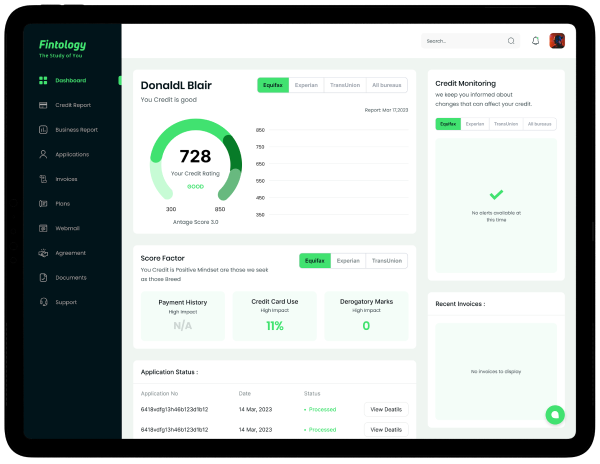 Fintology
The Study of You
Search..
Dashboard
Credit Report
Business Report
Applications
Invoices
Plans
Webmail
Agreement
Documents
Support
DonaldL Blair
You Credit is good
Equifax
Experian
TransUnion
All bureaus
Report: Mar 17,2023
728
Your Credit Rating
GOOD
300
850
Antage Score 3.0
850
750
650
550
450
350
Score Factor
You Credit is Positive Mindset are those We seek
as those Breed
Equifax
Experian
TransUnion
Payment History
High Impact
N/A
Credit Card Use
High Impact
11%
Derogatory Marks
High Impact
0
Application Status :
Application No
Date
Status
6418vdfg13h46b123d1b12
14 Mar, 2023
Processed
View Deatils
6418vdfg13h46b123d1b12
14 Mar, 2023
Processed
View Deatils
Credit Monitoring
we keep you informed about
changes that can affect your credit.
Equifax
Experian
TransUnion
All bureaus
No alerts available at
this time
Recent Invoices :
No invoices to display